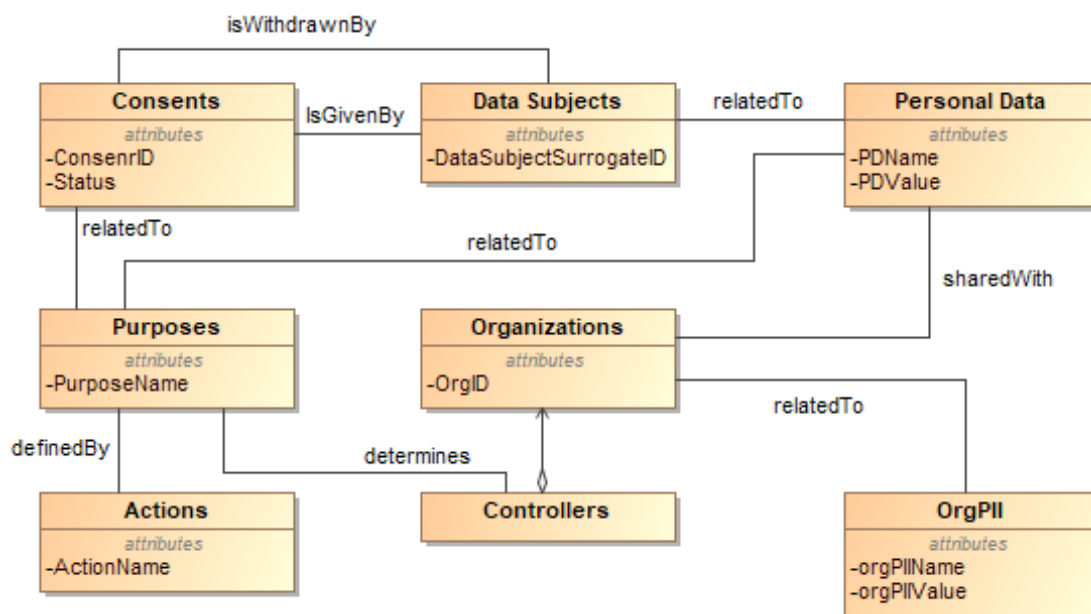 isWithdrawnBy
Consents
attributes
-ConsenrID
-Status
IsGivenBy
Data Subjects
attributes
-DataSubjectSurrogateID
relatedTo
Personal Data
attributes
-PDName
-PDValue
relatedTo
relatedTo
sharedWith
Purposes
attributes
-PurposeName
Organizations
attributes
-OrgID
relatedTo
definedBy
determines
Actions
attributes
-ActionName
Controllers
OrgPII
attributes
-orgPIIName
-orgPIIValue